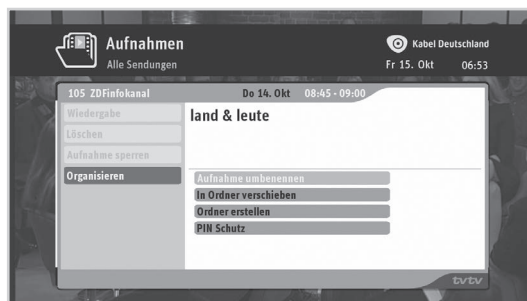 Aufnahmen
Alle Sendungen
Kabel Deutschland
Fr 15. Okt 06:53
105 ZDFinfokanal Do 14. Okt 08:45 - 09:00
Wiedergabe
Löschen
Aufnahme sperren
Organisieren
land & leute
Aufnahme umbenennen
In Ordner verschieben
Ordner erstellen
PIN Schutz
tvtv